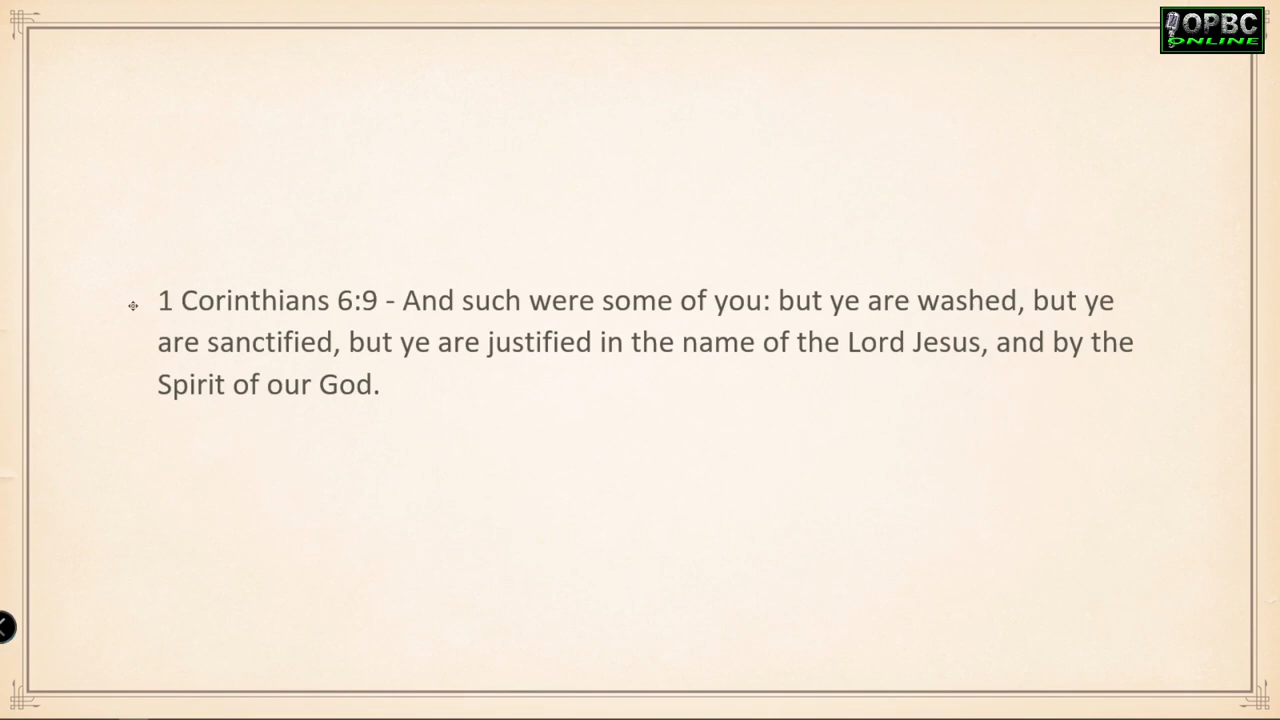 OPBC
ONLINE
1 Corinthians 6:9 - And such were some of you: but ye are washed, but ye
are sanctified, but ye are justified in the name of the Lord Jesus, and by the
Spirit of our God.